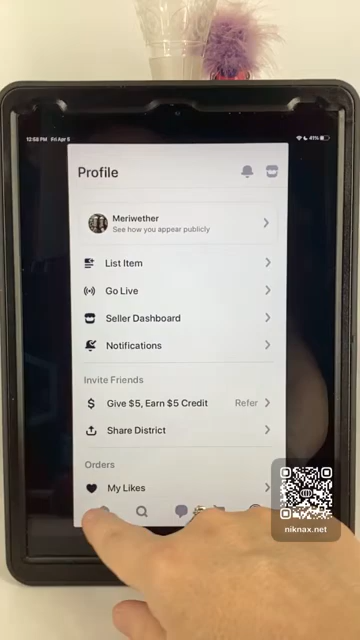 12:58 PM Fri Apr 5
41%
Profile
Meriwether
See how you appear publicly
List Item
Go Live
Seller Dashboard
Notifications
Invite Friends
Give $5, Earn $5 Credit
Refer
Share District
Orders
My Likes
niknax.net